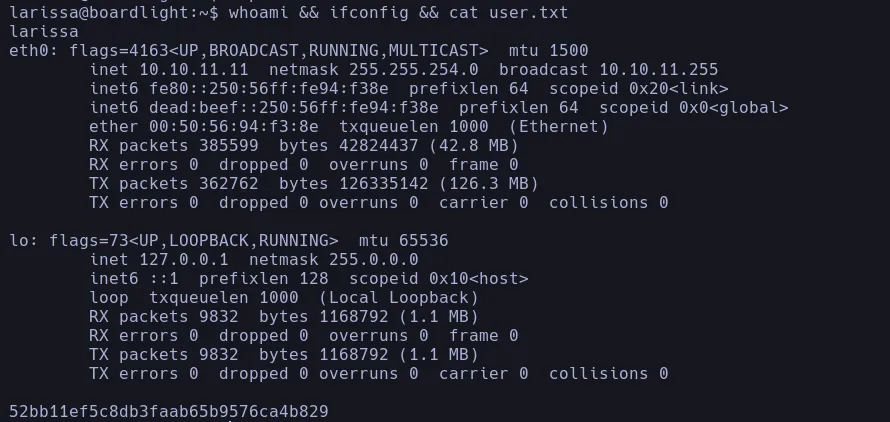 larissa@boardlight:~$ whoami && ifconfig && cat user.txt
larissa
eth0: flags=4163<UP,BROADCAST,RUNNING,MULTICAST>  mtu 1500
        inet 10.10.11.11  netmask 255.255.254.0  broadcast 10.10.11.255
        inet6 fe80::250:56ff:fe94:f38e  prefixlen 64  scopeid 0x20<link>
        inet6 dead:beef::250:56ff:fe94:f38e  prefixlen 64  scopeid 0x0<global>
        ether 00:50:56:94:f3:8e  txqueuelen 1000  (Ethernet)
        RX packets 385599  bytes 42824437 (42.8 MB)
        RX errors 0  dropped 0  overruns 0  frame 0
        TX packets 362762  bytes 126335142 (126.3 MB)
        TX errors 0  dropped 0 overruns 0  carrier 0  collisions 0

lo: flags=73<UP,LOOPBACK,RUNNING>  mtu 65536
        inet 127.0.0.1  netmask 255.0.0.0
        inet6 ::1  prefixlen 128  scopeid 0x10<host>
        loop  txqueuelen 1000  (Local Loopback)
        RX packets 9832  bytes 1168792 (1.1 MB)
        RX errors 0  dropped 0  overruns 0  frame 0
        TX packets 9832  bytes 1168792 (1.1 MB)
        TX errors 0  dropped 0 overruns 0  carrier 0  collisions 0

52bb11ef5c8db3faab65b9576ca4b829